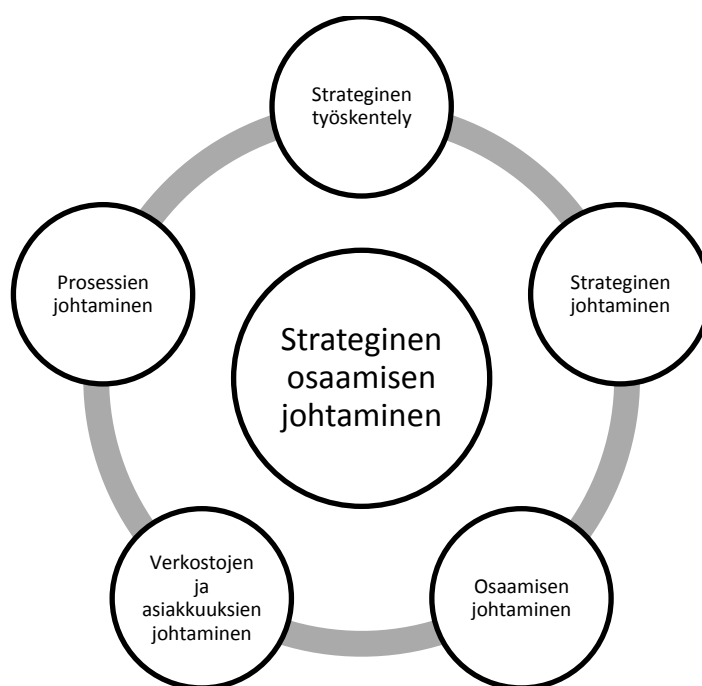 Strateginen
työskentely
Prosessien
johtaminen
Strateginen
johtaminen
Strateginen
osaamisen
johtaminen
Verkostojen
ja
asiakkuuksien
johtaminen
Osaamisen
johtaminen